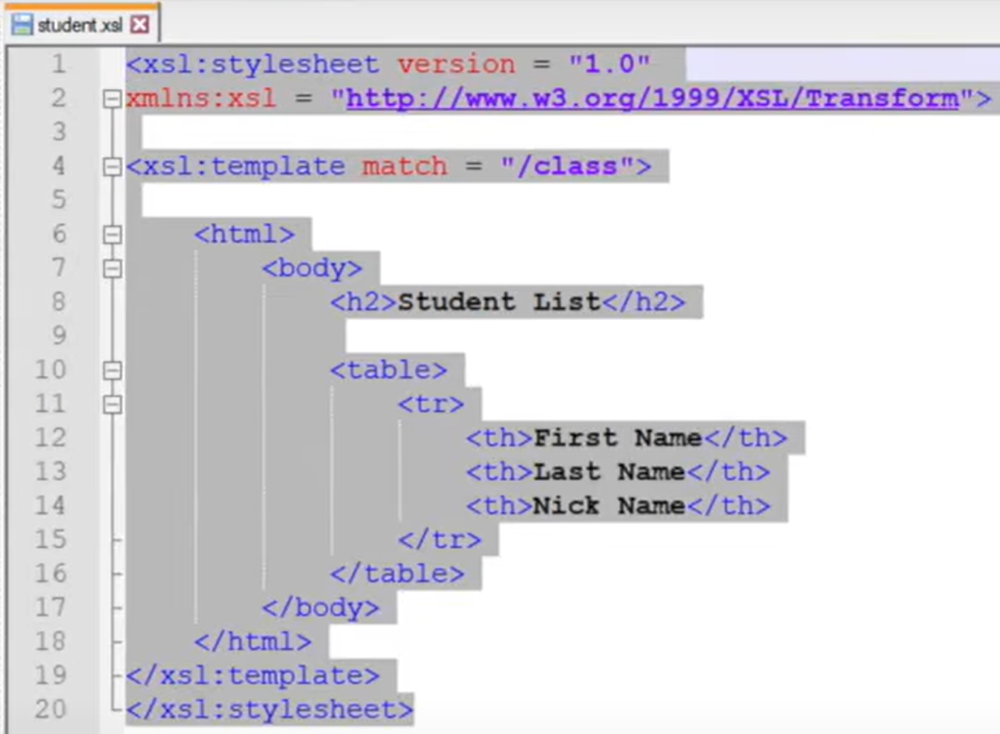 student.xsl
1 <xsl:stylesheet version = "1.0"
2 xmlns:xsl = "http://www.w3.org/1999/XSL/Transform">
3
4 <xsl:template match = "/class">
5
6 <html>
7 <body>
8 <h2>Student List</h2>
9
10 <table>
11 <tr>
12 <th>First Name</th>
13 <th>Last Name</th>
14 <th>Nick Name</th>
15 </tr>
16 </table>
17 </body>
18 </html>
19 </xsl:template>
20 </xsl:stylesheet>